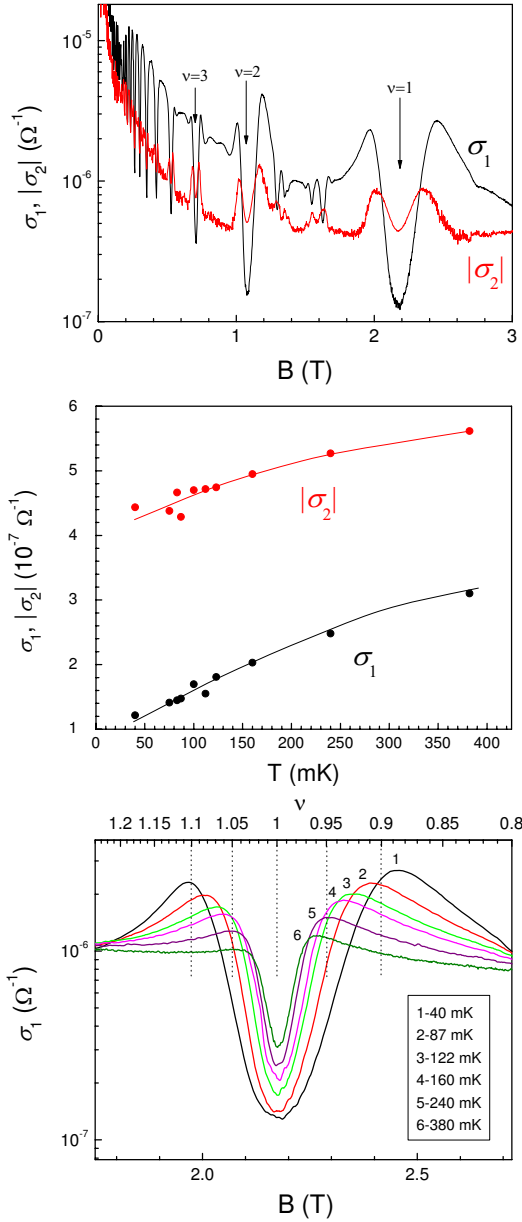 10⁻⁵
10⁻⁶
10⁻⁷
σ₁, |σ₂| (Ω⁻¹)
ν=3
ν=2
ν=1
σ₁
|σ₂|
0 1 2 3
B (T)
6
5
4
3
2
1
σ₁, |σ₂| (10⁻⁷ Ω⁻¹)
|σ₂|
σ₁
0 50 100 150 200 250 300 350 400
T (mK)
ν
1.2 1.15 1.1 1.05 1 0.95 0.9 0.85 0.8
10⁻⁶
10⁻⁷
σ₁ (Ω⁻¹)
1
2
3
4
5
6
1-40 mK
2-87 mK
3-122 mK
4-160 mK
5-240 mK
6-380 mK
2.0 2.5
B (T)